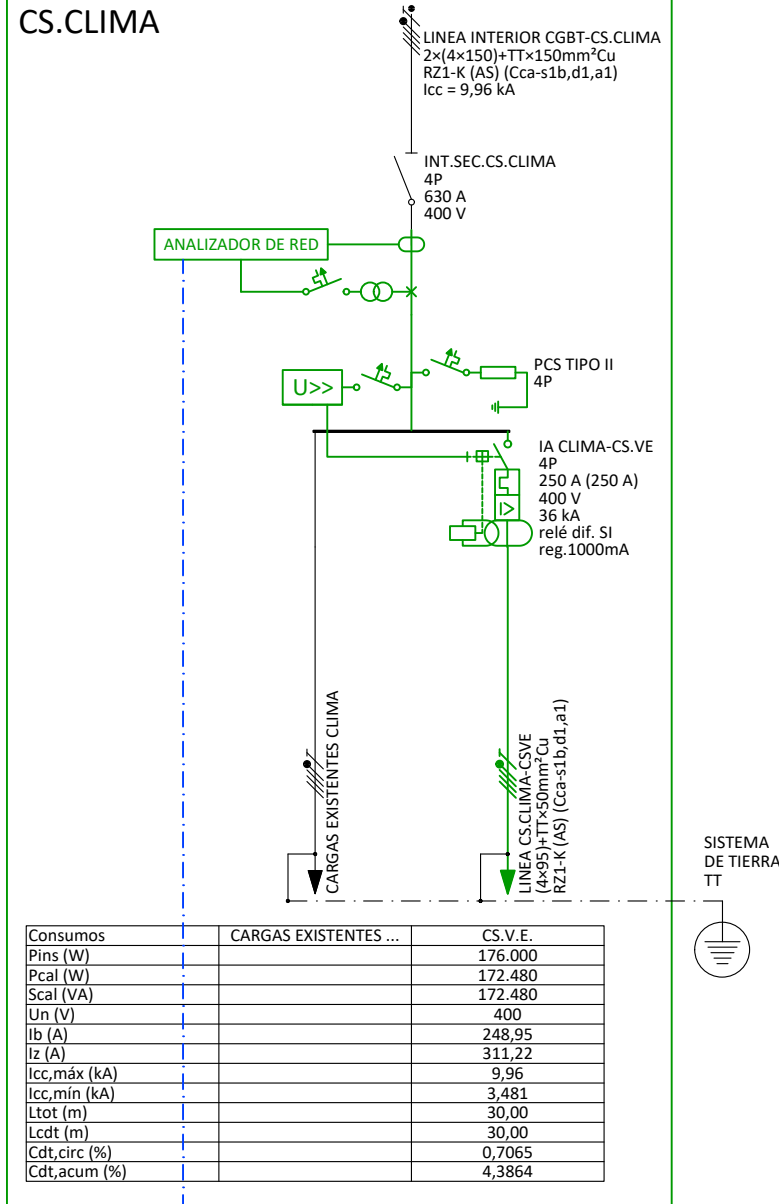 CS.CLIMA
LINEA INTERIOR CGBT-CS.CLIMA
2×(4×150)+TT×150mm²Cu
RZ1-K (AS) (Cca-s1b,d1,a1)
Icc = 9,96 kA
INT.SEC.CS.CLIMA
4P
630 A
400 V
ANALIZADOR DE RED
U>>
PCS TIPO II
4P
IA CLIMA-CS.VE
4P
250 A (250 A)
400 V
36 kA
relé dif. SI
reg.1000mA
I>
CARGAS EXISTENTES CLIMA
LINEA CS.CLIMA-CSVE
(4×95)+TT×50mm²Cu
RZ1-K (AS) (Cca-s1b,d1,a1)
SISTEMA
DE TIERRA
TT
Consumos CARGAS EXISTENTES ... CS.V.E.
Pins (W) 176.000
Pcal (W) 172.480
Scal (VA) 172.480
Un (V) 400
Ib (A) 248,95
Iz (A) 311,22
Icc,máx (kA) 9,96
Icc,mín (kA) 3,481
Ltot (m) 30,00
Lcdt (m) 30,00
Cdt,circ (%) 0,7065
Cdt,acum (%) 4,3864